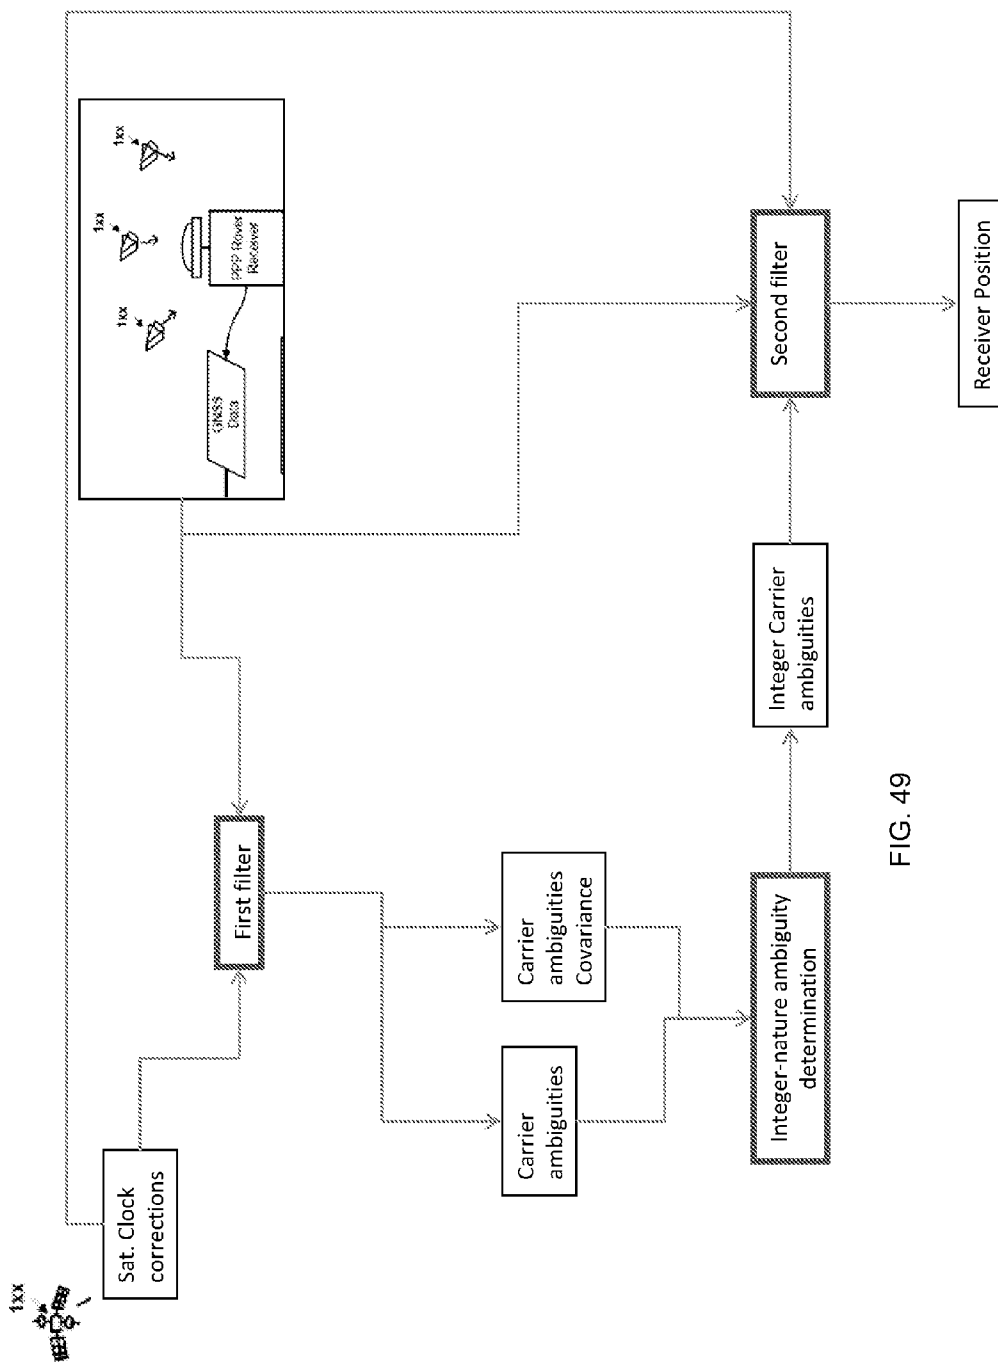 1xx
Sat. Clock
corrections
1xx
1xx
1xx
GNSS
Data
PPP Rover
Receiver
First filter
Carrier
ambiguities
Carrier
ambiguities
Covariance
Integer-nature ambiguity
determination
Integer Carrier
ambiguities
Second filter
Receiver Position
FIG. 49